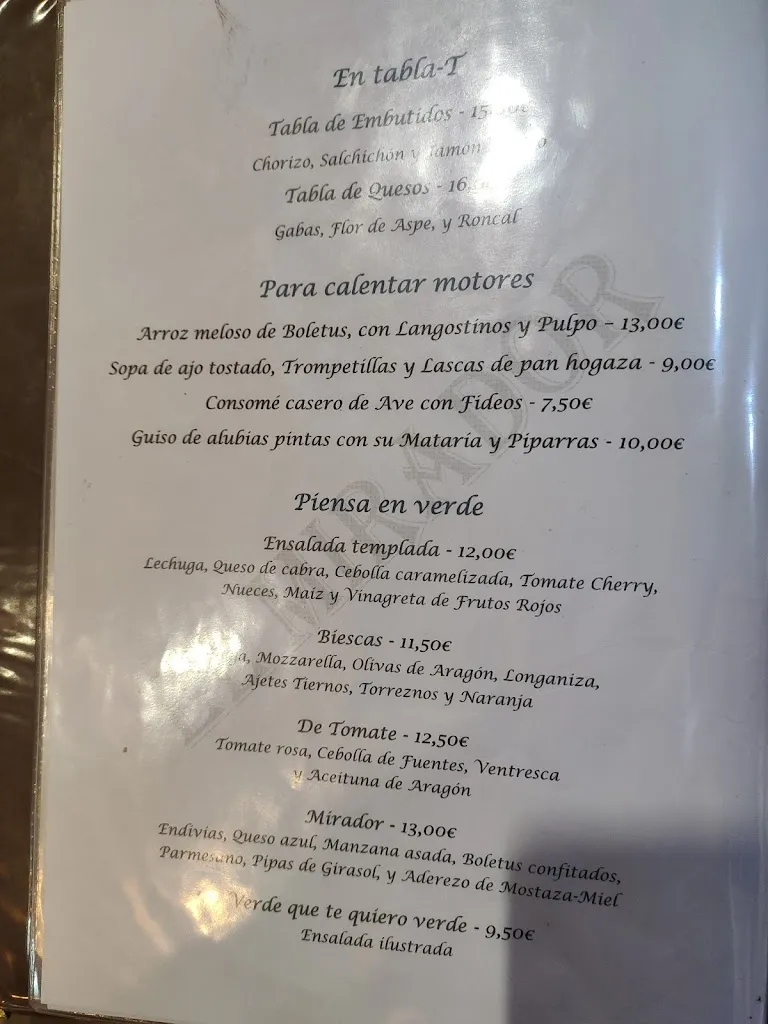 En tabla-T
Tabla de Embutidos - 15
Chorizo, Salchichón y Jamón
Tabla de Quesos - 16
Gabas, Flor de Aspe, y Roncal
Para calentar motores
Arroz meloso de Boletus, con Langostinos y Pulpo – 13,00€
Sopa de ajo tostado, Trompetillas y Lascas de pan hogaza - 9,00€
Consomé casero de Ave con Fideos - 7,50€
Guiso de alubias pintas con su Mataría y Piparras - 10,00€
Piensa en verde
Ensalada templada - 12,00€
Lechuga, Queso de cabra, Cebolla caramelizada, Tomate Cherry,
Nueces, Maíz y Vinagreta de Frutos Rojos
Biescas - 11,50€
Mozzarella, Olivas de Aragón, Longaniza,
Ajetes Tiernos, Torreznos y Naranja
De Tomate - 12,50€
Tomate rosa, Cebolla de Fuentes, Ventresca
y Aceituna de Aragón
Mirador - 13,00€
Endivias, Queso azul, Manzana asada, Boletus confitados,
Parmesano, Pipas de Girasol, y Aderezo de Mostaza-Miel
Verde que te quiero verde - 9,50€
Ensalada ilustrada
MIRADOR